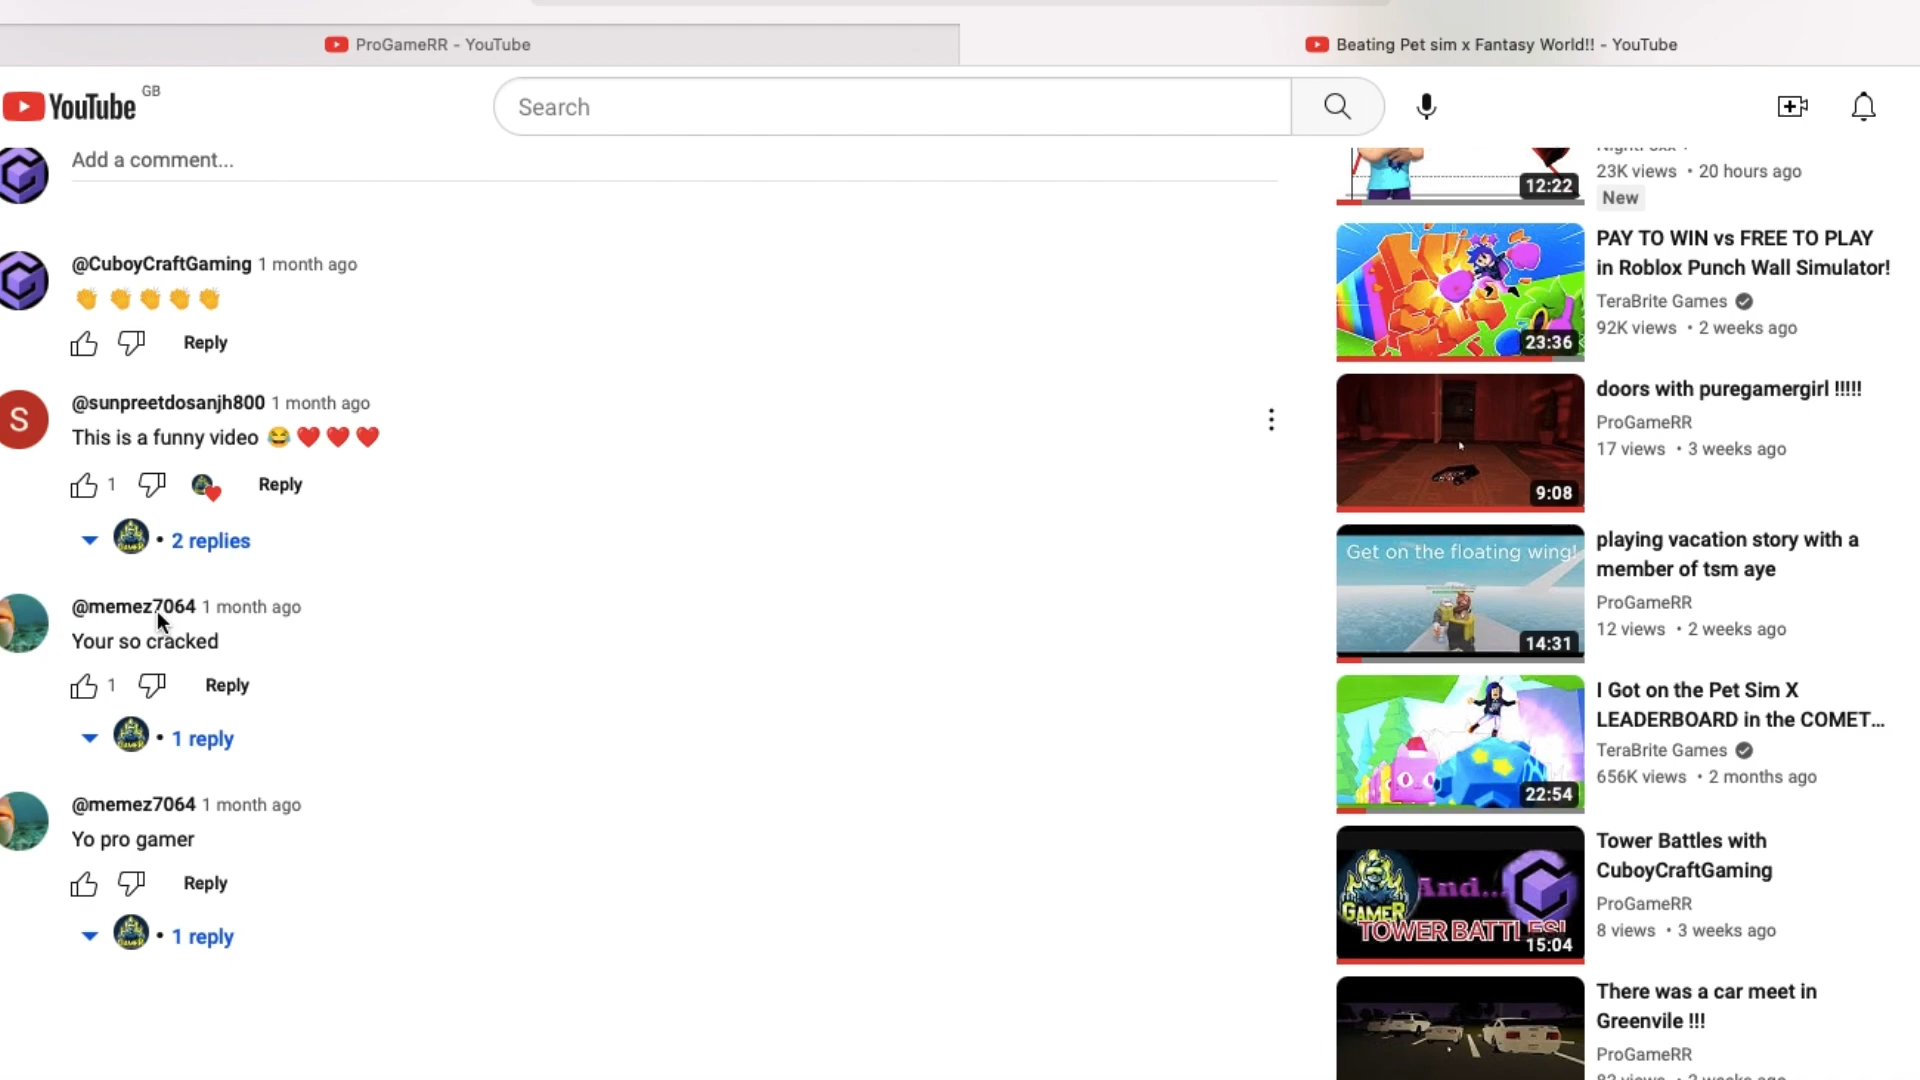 ProGameRR - YouTube
Beating Pet sim x Fantasy World!! - YouTube
YouTube GB
Search
Add a comment...
@CuboyCraftGaming 1 month ago
👏 👏 👏 👏 👏
Reply
@sunpreetdosanjh800 1 month ago
This is a funny video 😂 ❤️ ❤️ ❤️
1 Reply
• 2 replies
@memez7064 1 month ago
Your so cracked
1 Reply
• 1 reply
@memez7064 1 month ago
Yo pro gamer
Reply
• 1 reply
12:22
23K views • 20 hours ago
New
23:36
PAY TO WIN vs FREE TO PLAY
in Roblox Punch Wall Simulator!
TeraBrite Games
92K views • 2 weeks ago
9:08
doors with puregamergirl !!!!!
ProGameRR
17 views • 3 weeks ago
Get on the floating wing!
14:31
playing vacation story with a
member of tsm aye
ProGameRR
12 views • 2 weeks ago
22:54
I Got on the Pet Sim X
LEADERBOARD in the COMET...
TeraBrite Games
656K views • 2 months ago
And...
GAMER
TOWER BATTLES!
15:04
Tower Battles with
CuboyCraftGaming
ProGameRR
8 views • 3 weeks ago
There was a car meet in
Greenvile !!!
ProGameRR